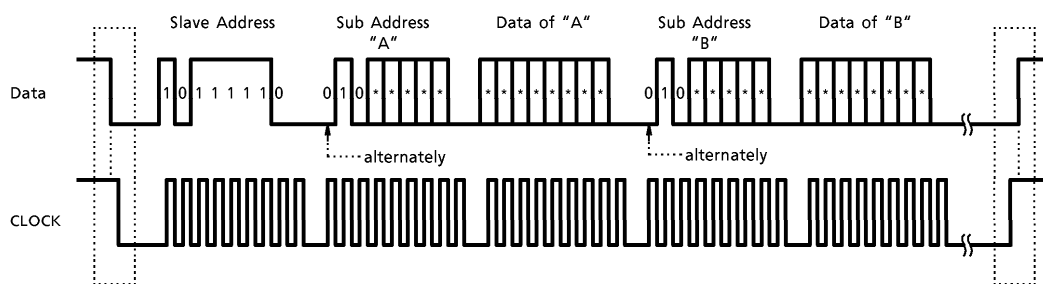 Slave Address Sub Address Data of "A" Sub Address Data of "B"
"A" "B"
Data 1 0 1 1 1 1 1 0 0 1 0 * * * * * * * * * * * * * 0 1 0 * * * * * * * * * * * * *
alternately alternately
CLOCK